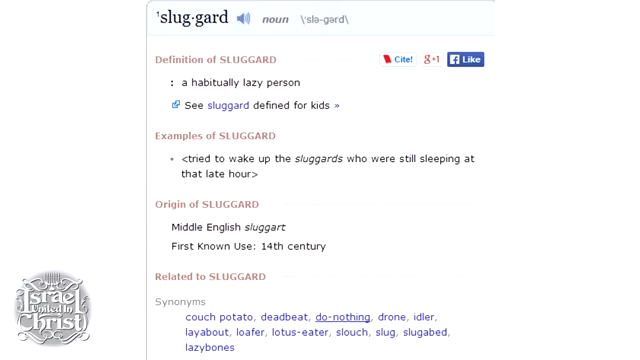 ¹slug·gard noun \ˈslə-gərd\
Definition of SLUGGARD
Cite! g+1 Like
: a habitually lazy person
See sluggard defined for kids »
Examples of SLUGGARD
• <tried to wake up the sluggards who were still sleeping at
that late hour>
Origin of SLUGGARD
Middle English sluggart
First Known Use: 14th century
Related to SLUGGARD
Synonyms
couch potato, deadbeat, do-nothing, drone, idler,
layabout, loafer, lotus-eater, slouch, slug, slugabed,
lazybones
Israel
United In
Christ